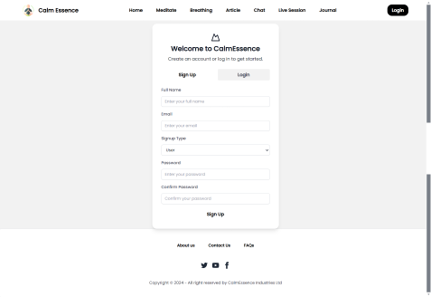 Calm Essence
Home Meditate Breathing Article Chat Live Session Journal Login
Welcome to CalmEssence
Create an account or log in to get started.
Sign Up Login
Full Name
Enter your full name
Email
Enter your email
Signup Type
User
Password
Enter your password
Confirm Password
Confirm your password
Sign Up
About us Contact Us FAQs
Copyright © 2024 - All right reserved by CalmEssence Industries Ltd